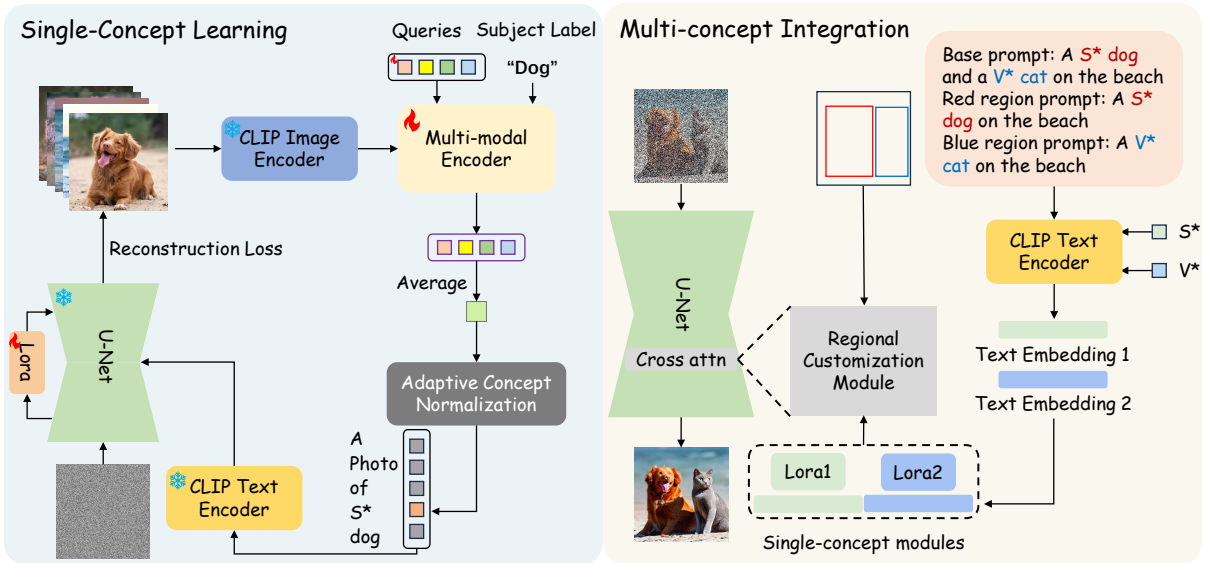 Single-Concept Learning
Queries
Subject Label
“Dog”
CLIP Image
Encoder
Multi-modal
Encoder
Reconstruction Loss
Average
Lora
U-Net
Adaptive Concept
Normalization
A
Photo
of
S*
dog
CLIP Text
Encoder
Multi-concept Integration
Base prompt: A S* dog
and a V* cat on the beach
Red region prompt: A S*
dog on the beach
Blue region prompt: A V*
cat on the beach
CLIP Text
Encoder
S*
V*
U-Net
Cross attn
Regional
Customization
Module
Text Embedding 1
Text Embedding 2
Lora1
Lora2
Single-concept modules